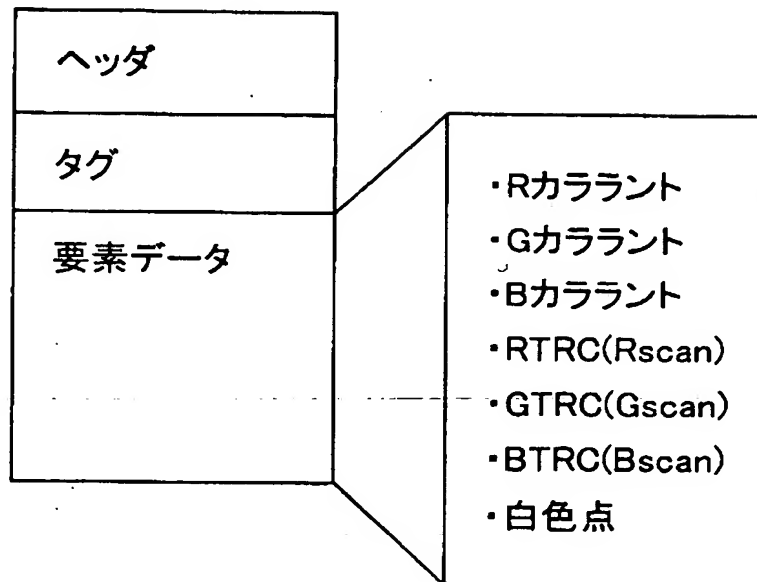 ヘッダ
タグ
要素データ
・Rカララント
・Gカララント
・Bカララント
・RTRC(Rscan)
・GTRC(Gscan)
・BTRC(Bscan)
・白色点